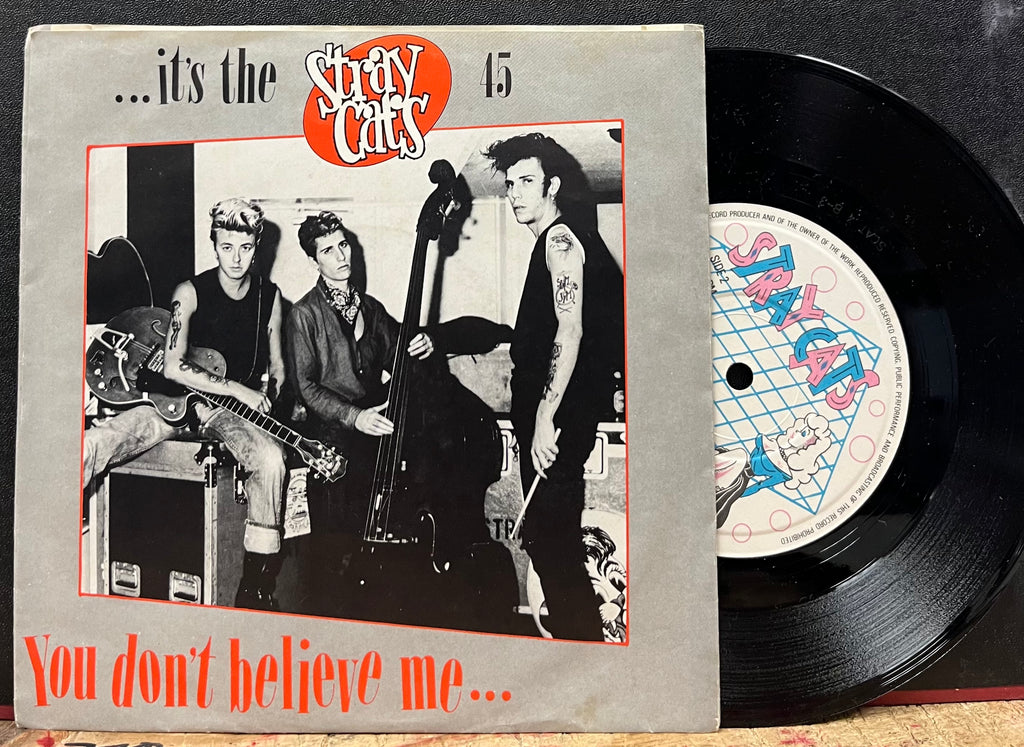 ...it's the
Stray
Cats
45
You don't believe me...
STRAY
CATS
SIDE 2
RECORD PRODUCER AND OF THE OWNER OF THE WORK REPRODUCED RESERVED. COPYING, PUBLIC PERFORMANCE AND BROADCASTING OF THIS RECORD PROHIBITED